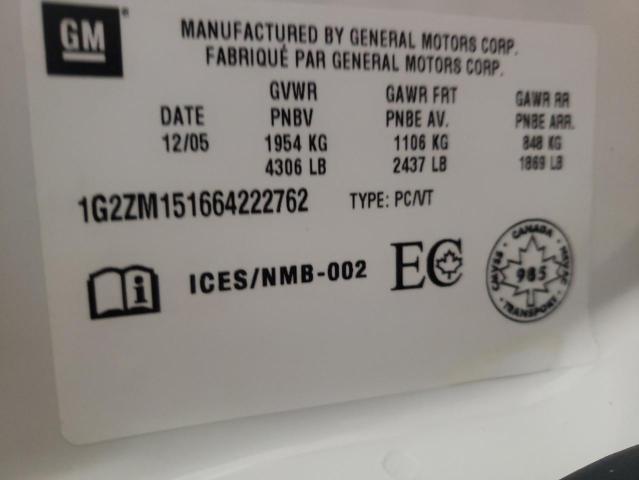 GM
MANUFACTURED BY GENERAL MOTORS CORP.
FABRIQUÉ PAR GENERAL MOTORS CORP.
DATE GVWR PNBV GAWR FRT PNBE AV. GAWR RR PNBE ARR.
12/05 1954 KG 1106 KG 848 KG
4306 LB 2437 LB 1869 LB
1G2ZM151664222762 TYPE: PC/VT
i ICES/NMB-002 EC
CANADA
985
TRANSPORT